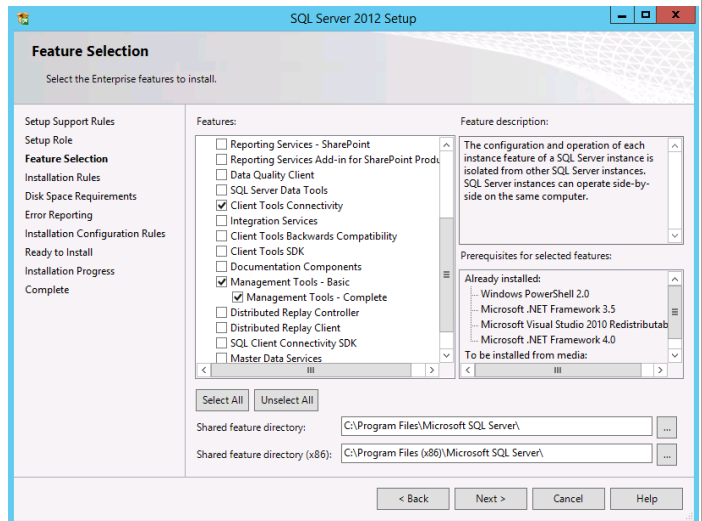 SQL Server 2012 Setup
Feature Selection
Select the Enterprise features to install.
Setup Support Rules
Setup Role
Feature Selection
Installation Rules
Disk Space Requirements
Error Reporting
Installation Configuration Rules
Ready to Install
Installation Progress
Complete
Features:
Reporting Services - SharePoint
Reporting Services Add-in for SharePoint Produ
Data Quality Client
SQL Server Data Tools
Client Tools Connectivity
Integration Services
Client Tools Backwards Compatibility
Client Tools SDK
Documentation Components
Management Tools - Basic
Management Tools - Complete
Distributed Replay Controller
Distributed Replay Client
SQL Client Connectivity SDK
Master Data Services
Feature description:
The configuration and operation of each
instance feature of a SQL Server instance is
isolated from other SQL Server instances.
SQL Server instances can operate side-by-
side on the same computer.
Prerequisites for selected features:
Already installed:
Windows PowerShell 2.0
Microsoft .NET Framework 3.5
Microsoft Visual Studio 2010 Redistributab
Microsoft .NET Framework 4.0
To be installed from media:
Select All
Unselect All
Shared feature directory:
C:\Program Files\Microsoft SQL Server\
...
Shared feature directory (x86):
C:\Program Files (x86)\Microsoft SQL Server\
...
< Back
Next >
Cancel
Help